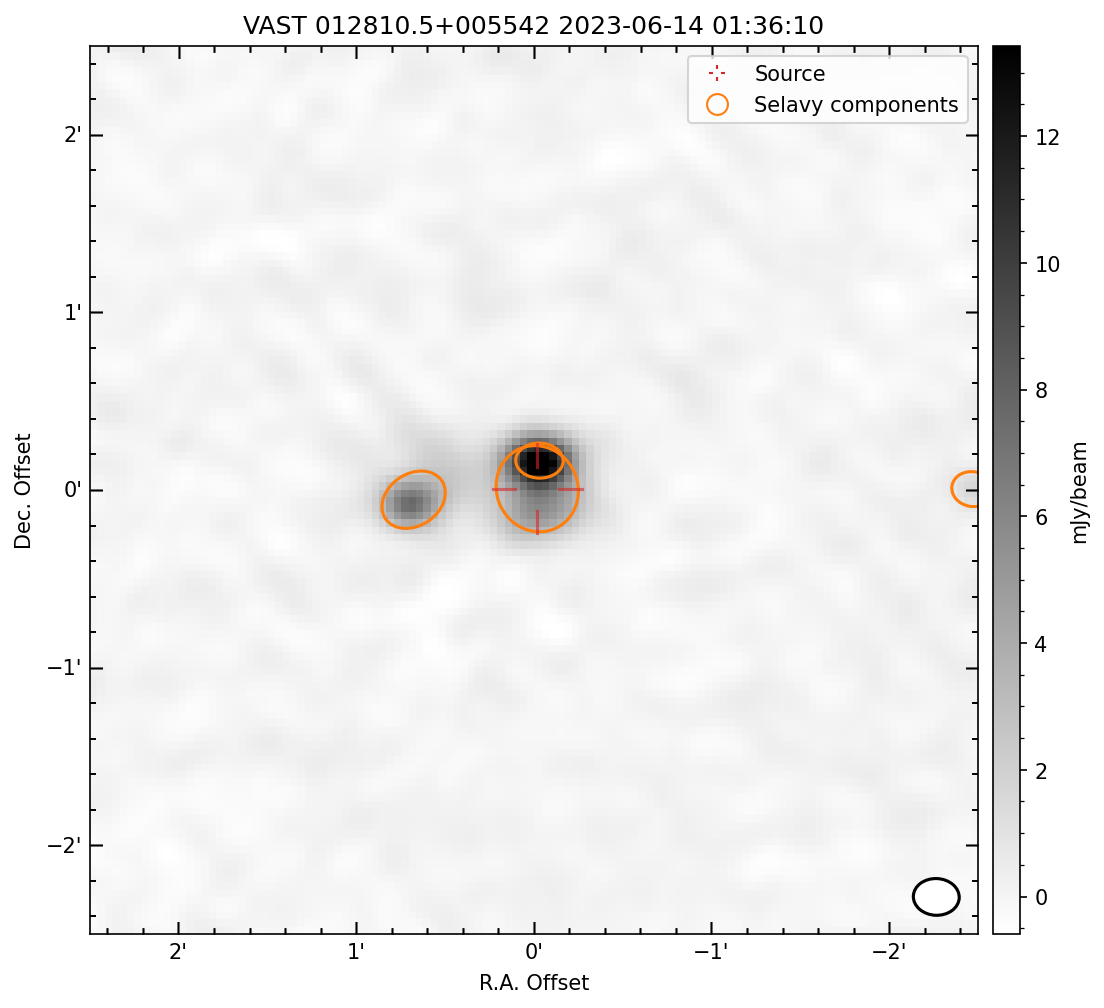 VAST 012810.5+005542 2023-06-14 01:36:10
Source
Selavy components
2'
1'
0'
−1'
−2'
Dec. Offset
2'
1'
0'
−1'
−2'
R.A. Offset
12
10
8
6
4
2
0
mJy/beam